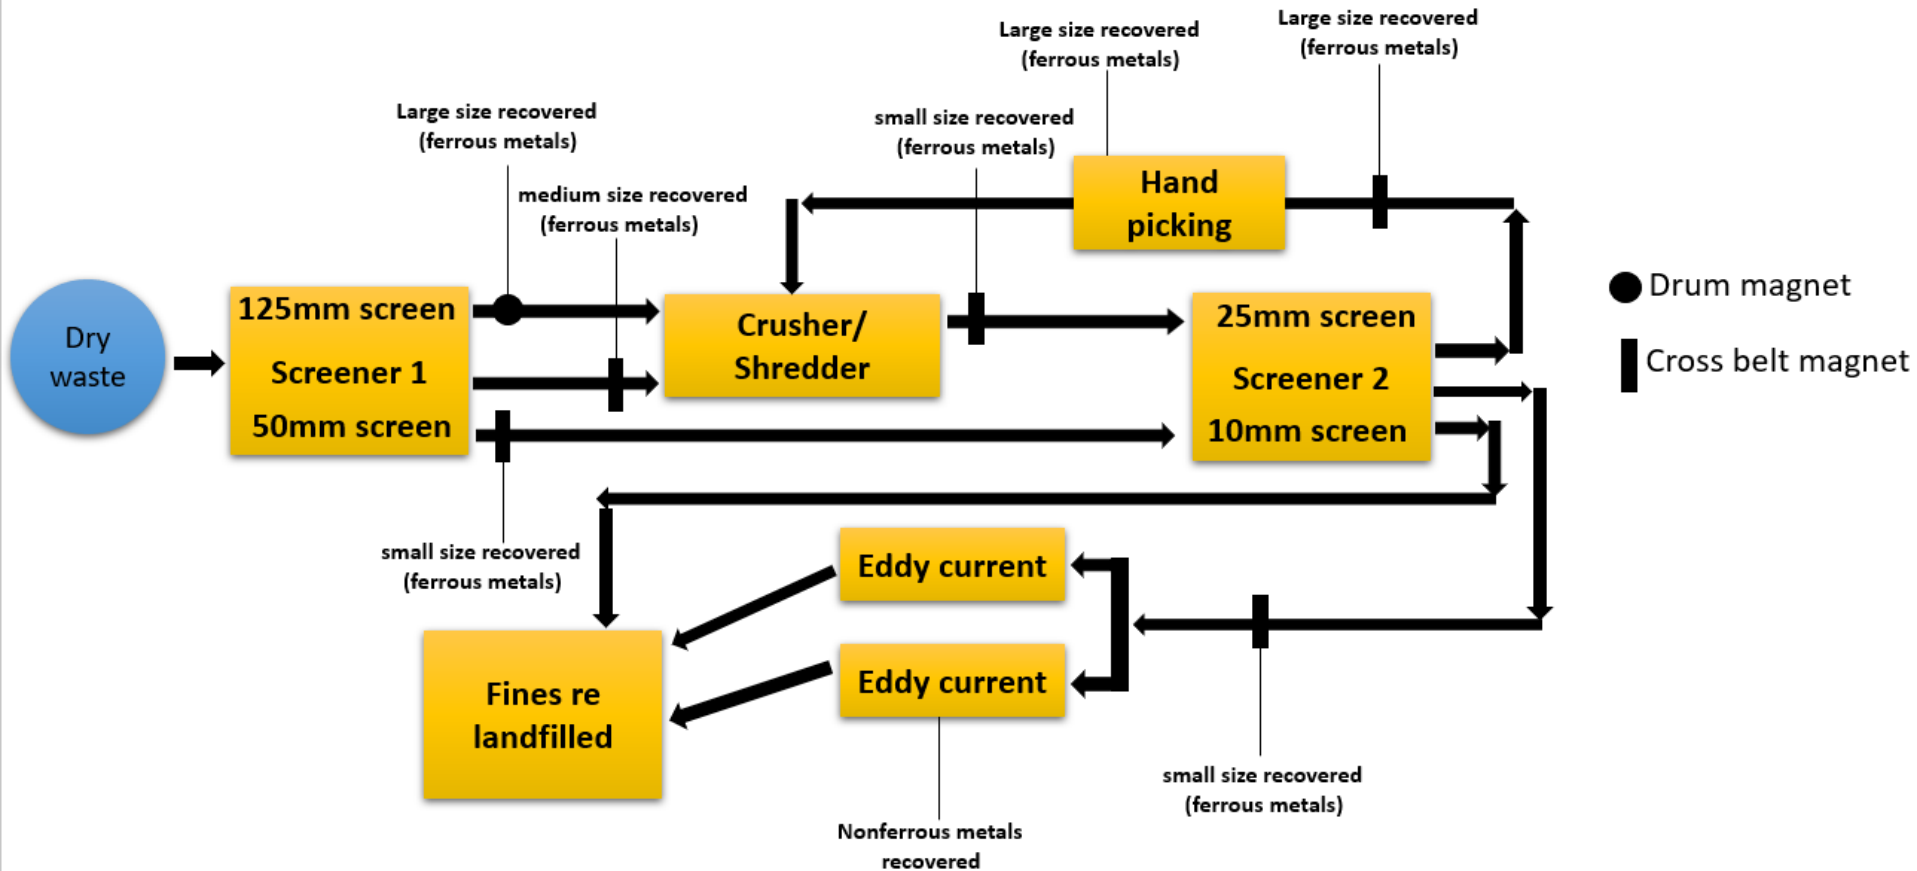 Large size recovered
(ferrous metals)
Large size recovered
(ferrous metals)
Large size recovered
(ferrous metals)
small size recovered
(ferrous metals)
medium size recovered
(ferrous metals)
Hand
picking
Dry
waste
125mm screen
Screener 1
50mm screen
Crusher/
Shredder
25mm screen
Screener 2
10mm screen
Drum magnet
Cross belt magnet
small size recovered
(ferrous metals)
Eddy current
Eddy current
Fines re
landfilled
small size recovered
(ferrous metals)
Nonferrous metals
recovered